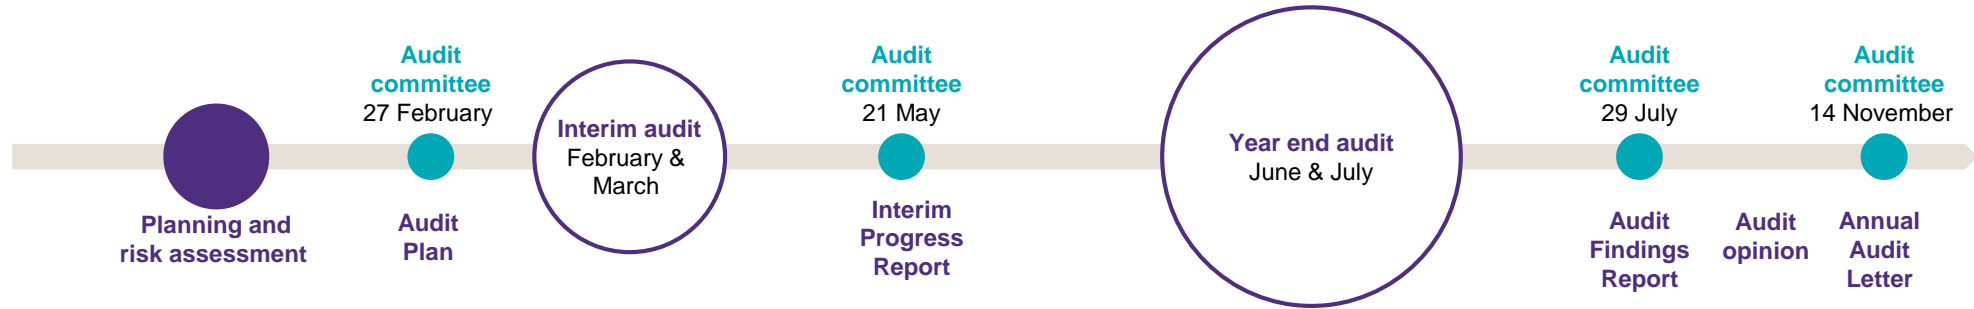 Planning and
risk assessment
Audit
committee
27 February
Audit
Plan
Interim audit
February &
March
Audit
committee
21 May
Interim
Progress
Report
Year end audit
June & July
Audit
committee
29 July
Audit
Findings
Report
Audit
opinion
Audit
committee
14 November
Annual
Audit
Letter